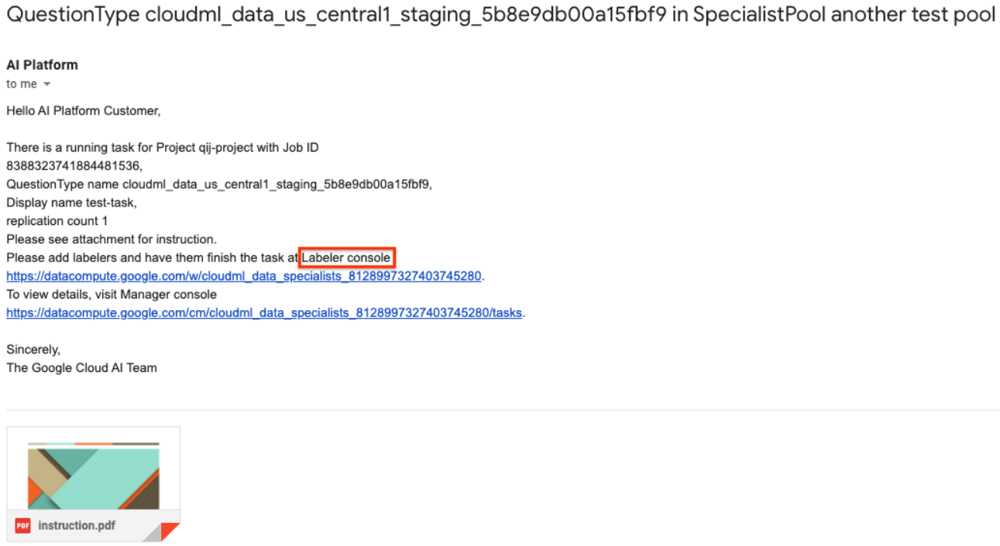 QuestionType cloudml_data_us_central1_staging_5b8e9db00a15fbf9 in SpecialistPool another test pool
AI Platform
to me
Hello AI Platform Customer,
There is a running task for Project qij-project with Job ID
8388323741884481536,
QuestionType name cloudml_data_us_central1_staging_5b8e9db00a15fbf9,
Display name test-task,
replication count 1
Please see attachment for instruction.
Please add labelers and have them finish the task at Labeler console
https://datacompute.google.com/w/cloudml_data_specialists_8128997327403745280.
To view details, visit Manager console
https://datacompute.google.com/cm/cloudml_data_specialists_8128997327403745280/tasks.
Sincerely,
The Google Cloud AI Team
PDF instruction.pdf